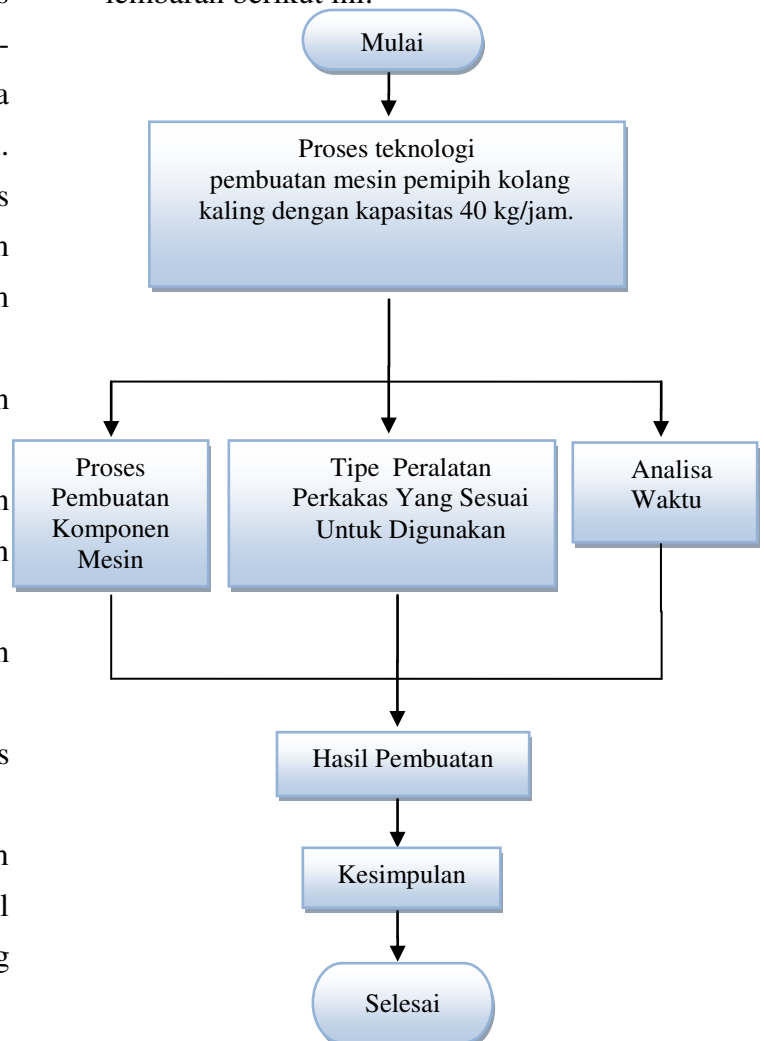 lembaran berikut ini.
Mulai
Proses teknologi
pembuatan mesin pemipih kolang
kaling dengan kapasitas 40 kg/jam.
Proses
Pembuatan
Komponen
Mesin
Tipe Peralatan
Perkakas Yang Sesuai
Untuk Digunakan
Analisa
Waktu
Hasil Pembuatan
Kesimpulan
Selesai